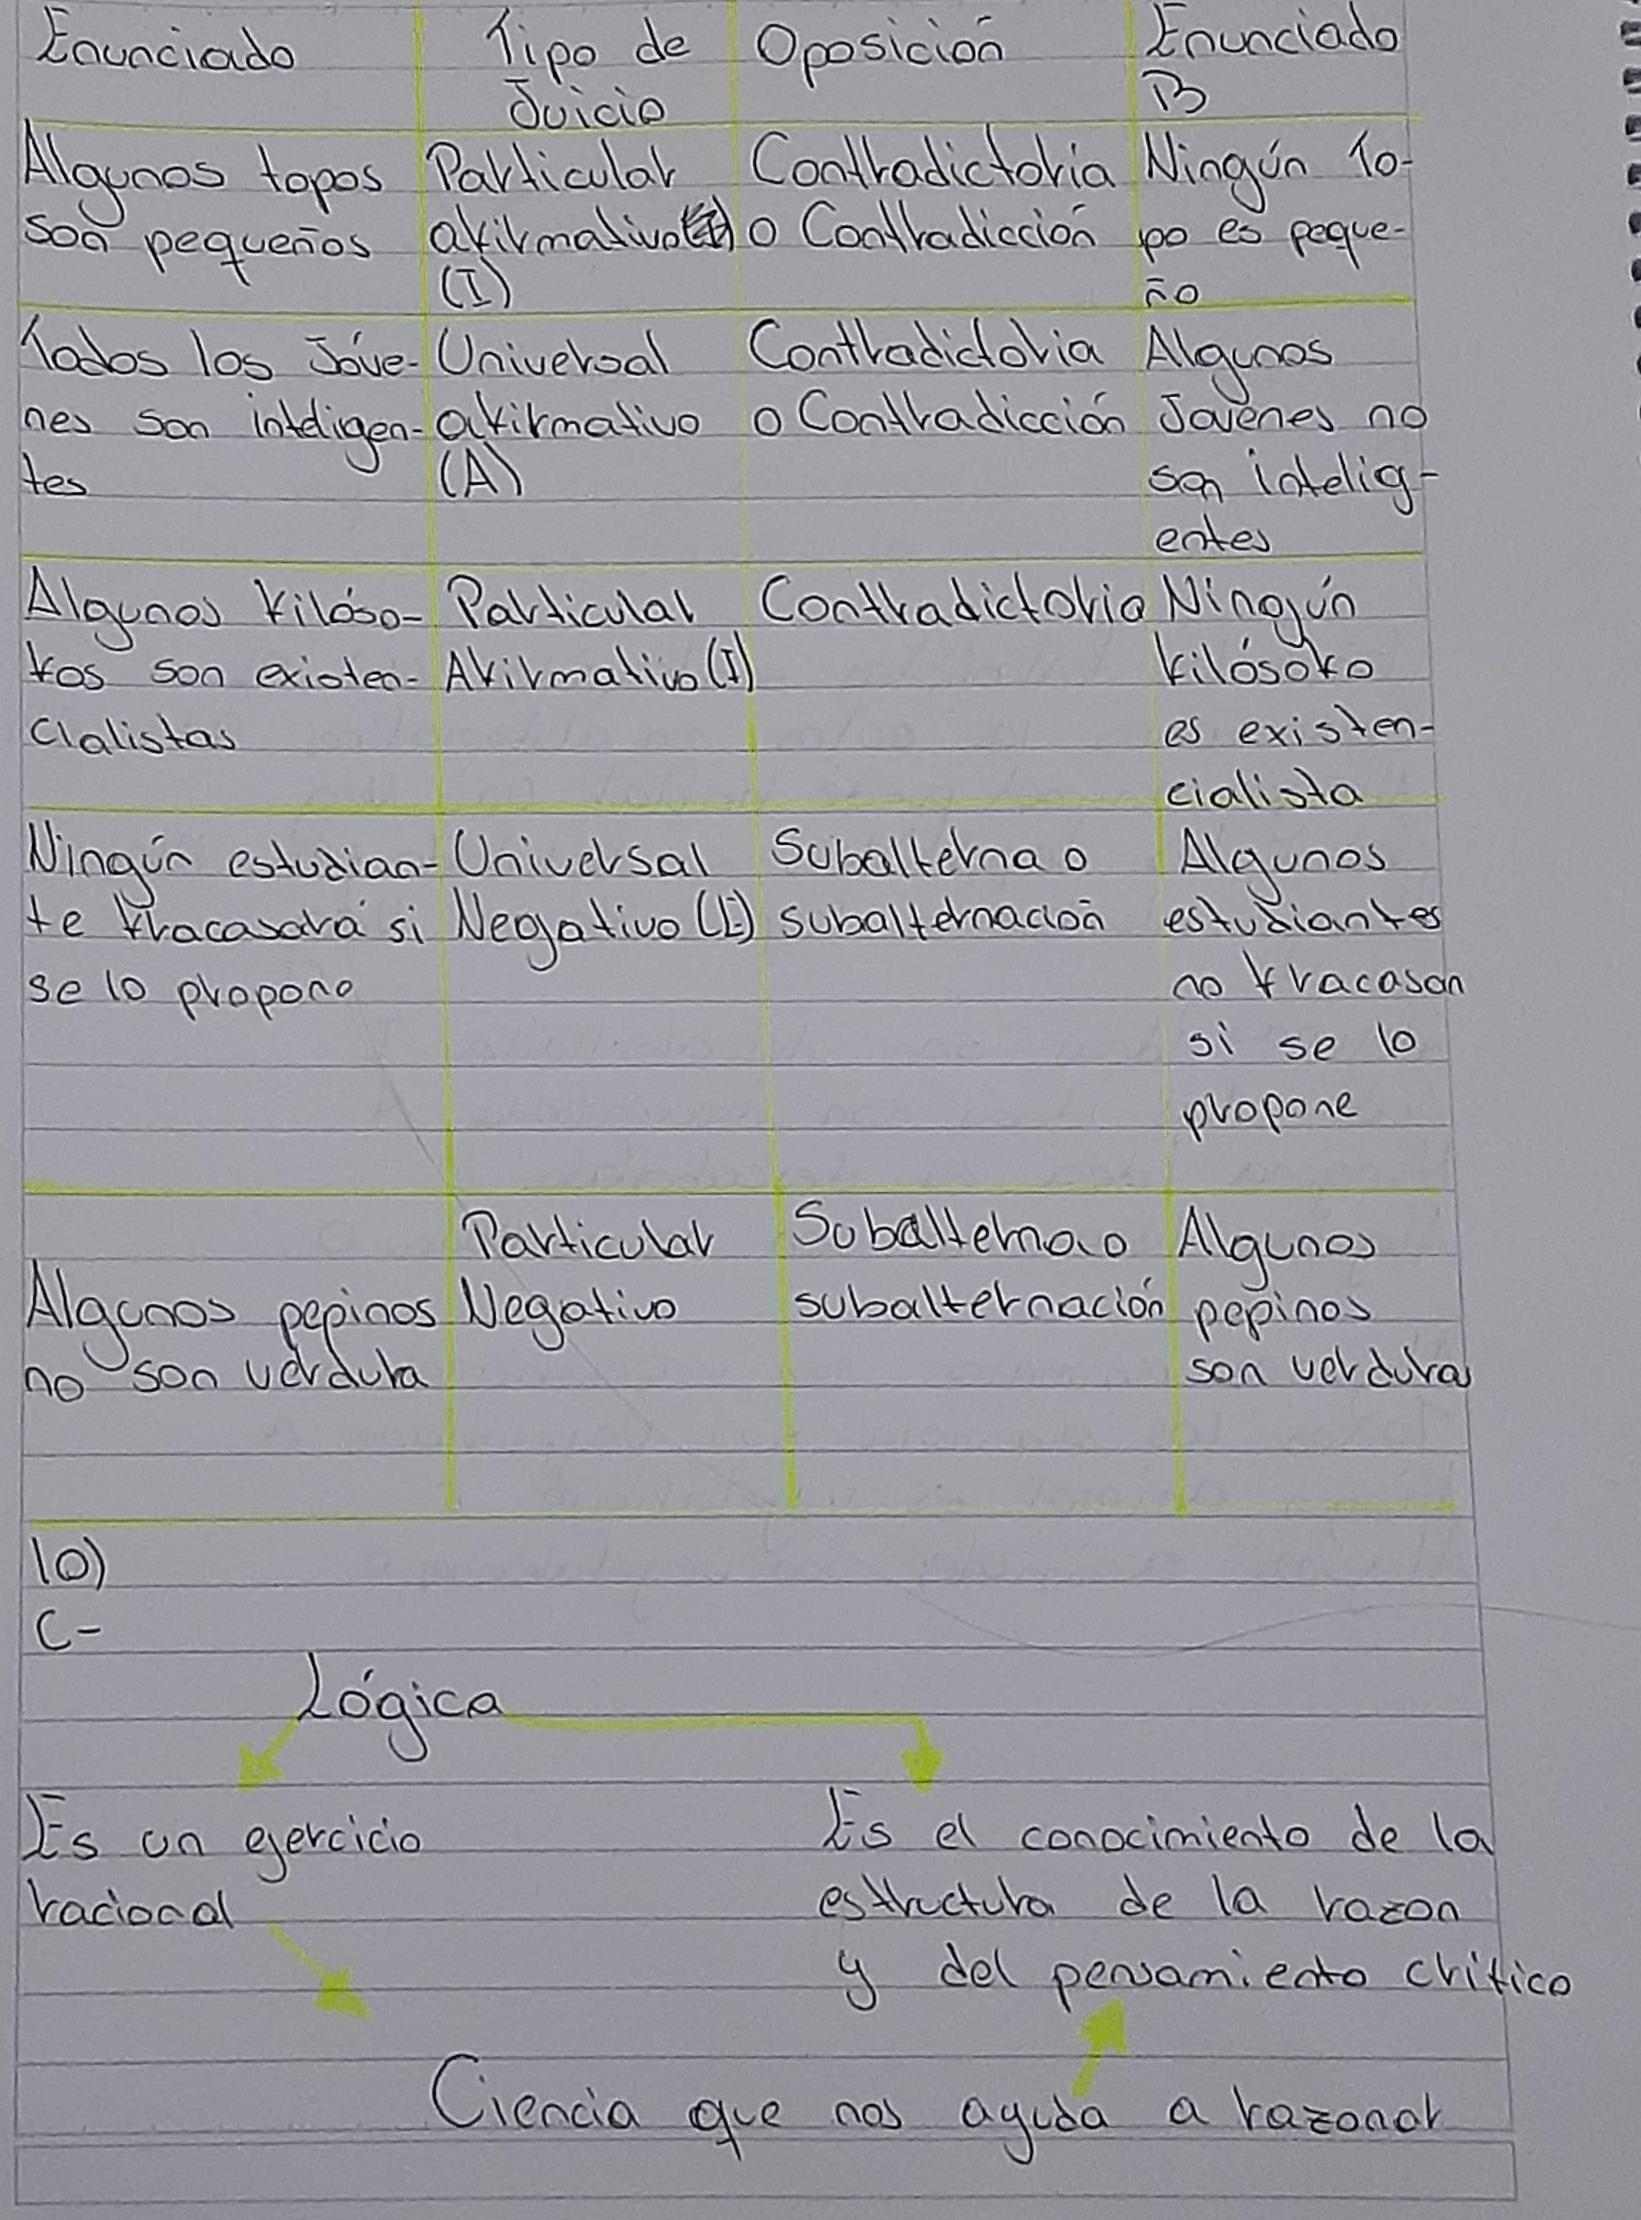 Enunciado Tipo de Oposición Enunciado
Juicio B
Algunos topos Particular Contradictoria Ningún To-
son pequeños afirmativo o Contradicción po es peque-
(I) ño
Todos los Jóve- Universal Contradictoria Algunos
nes son inteligen- afirmativo o Contradicción Jovenes no
tes (A) son intelig-
entes
Algunos filóso- Particular Contradictoria Ningún
fos son existen- Afirmativo (I) filósofo
cialistas es existen-
cialista
Ningún estudian- Universal Subalterna o Algunos
te fracasará si Negativo (E) subalternación estudiantes
se lo propono no fracasan
si se lo
propone
Particular Subalterna o Algunos
Algunos pepinos Negativo subalternación pepinos
no son verdura son verduras
10)
C-
Lógica
Es un ejercicio Es el conocimiento de la
racional estructura de la razon
y del pensamiento crítico
Ciencia que nos ayuda a razonar